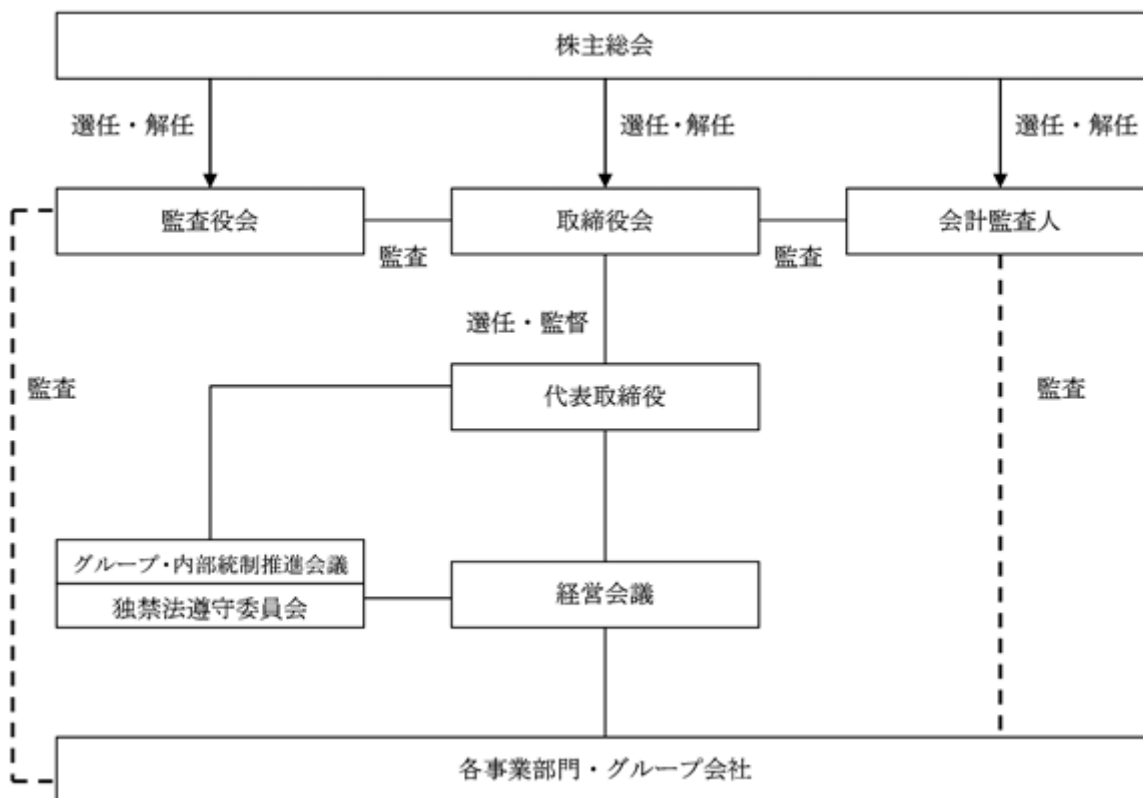 株主総会
選任・解任
選任・解任
選任・解任
監査役会
取締役会
会計監査人
監査
監査
選任・監督
監査
代表取締役
監査
グループ・内部統制推進会議
独禁法遵守委員会
経営会議
各事業部門・グループ会社